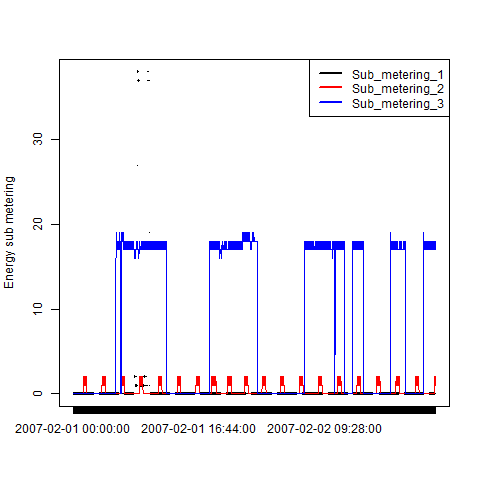 Sub_metering_1
Sub_metering_2
Sub_metering_3
Energy sub metering
30
20
10
0
2007-02-01 00:00:00 2007-02-01 16:44:00 2007-02-02 09:28:00